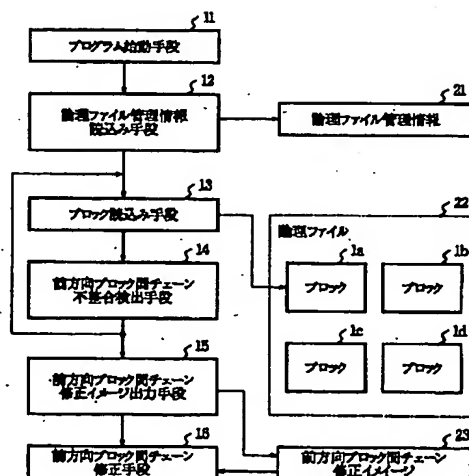 11
プログラム始動手段
12
論理ファイル管理情報
読込み手段
21
論理ファイル管理情報
13
ブロック読込み手段
22
論理ファイル
14
前方向ブロック間チェーン
不整合検出手段
1a
ブロック
1b
ブロック
1c
ブロック
1d
ブロック
15
前方向ブロック間チェーン
修正イメージ出力手段
16
前方向ブロック間チェーン
修正手段
23
前方向ブロック間チェーン
修正イメージ